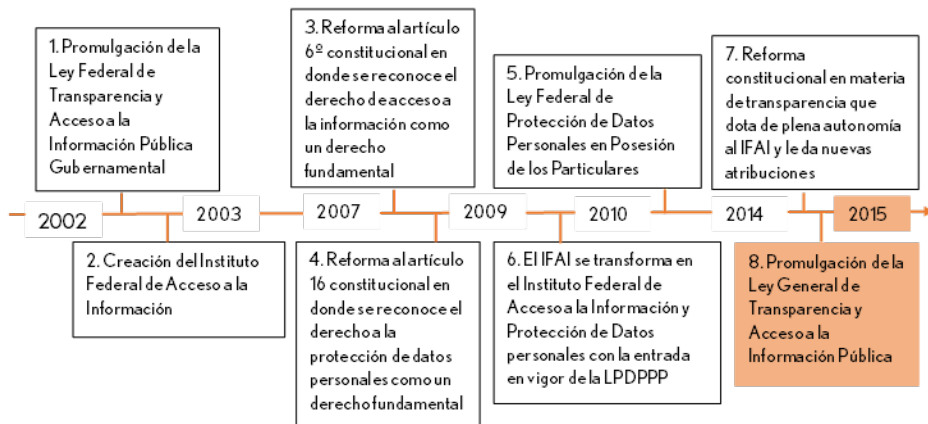 1. Promulgación de la
Ley Federal de
Transparencia y
Acceso a la
Información Pública
Gubernamental
3. Reforma al artículo
6º constitucional en
donde se reconoce el
derecho de acceso a
la información como
un derecho
fundamental
5. Promulgación de la
Ley Federal de
Protección de Datos
Personales en Posesión
de los Particulares
7. Reforma
constitucional en materia
de transparencia que
dota de plena autonomía
al IFAI y le da nuevas
atribuciones
2002
2003
2007
2009
2010
2014
2015
2. Creación del Instituto
Federal de Acceso a la
Información
4. Reforma al artículo
16 constitucional en
donde se reconoce el
derecho a la
protección de datos
personales como un
derecho fundamental
6. El IFAI se transforma en
el Instituto Federal de
Acceso a la Información y
Protección de Datos
personales con la entrada
en vigor de la LPDPPP
8. Promulgación de la
Ley General de
Transparencia y
Acceso a la
Información Pública